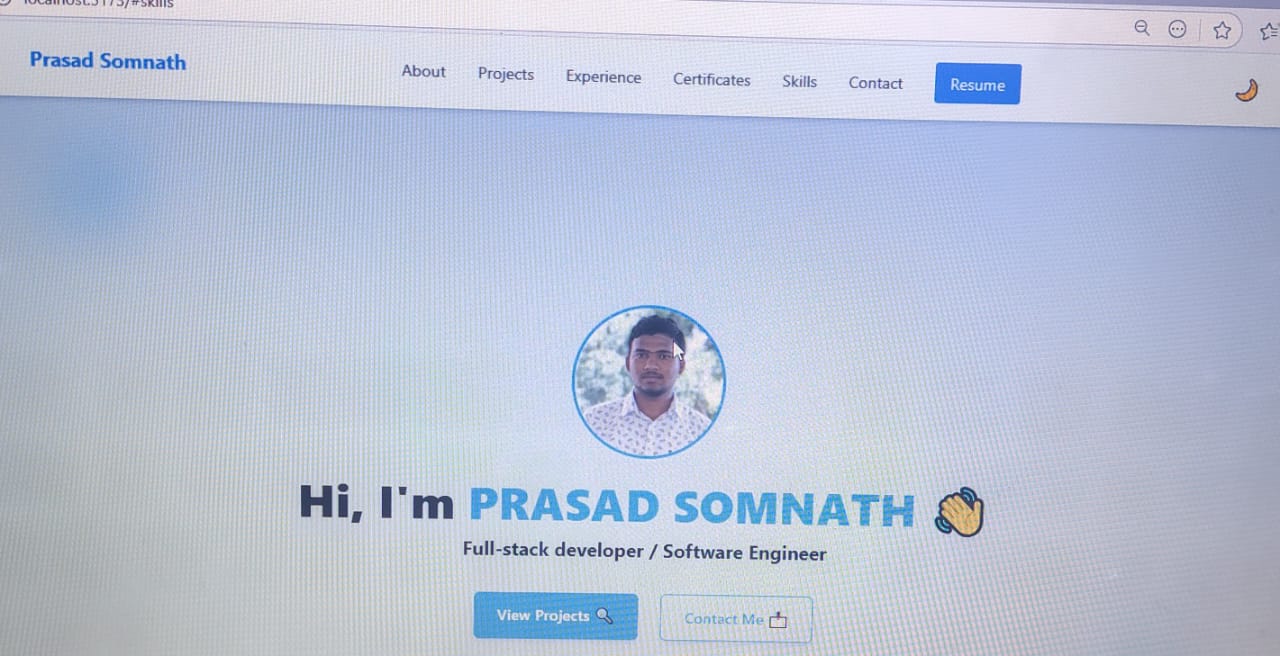 localhost:5173/#skills
Prasad Somnath
About Projects Experience Certificates Skills Contact Resume
Hi, I'm PRASAD SOMNATH
Full-stack developer / Software Engineer
View Projects Contact Me